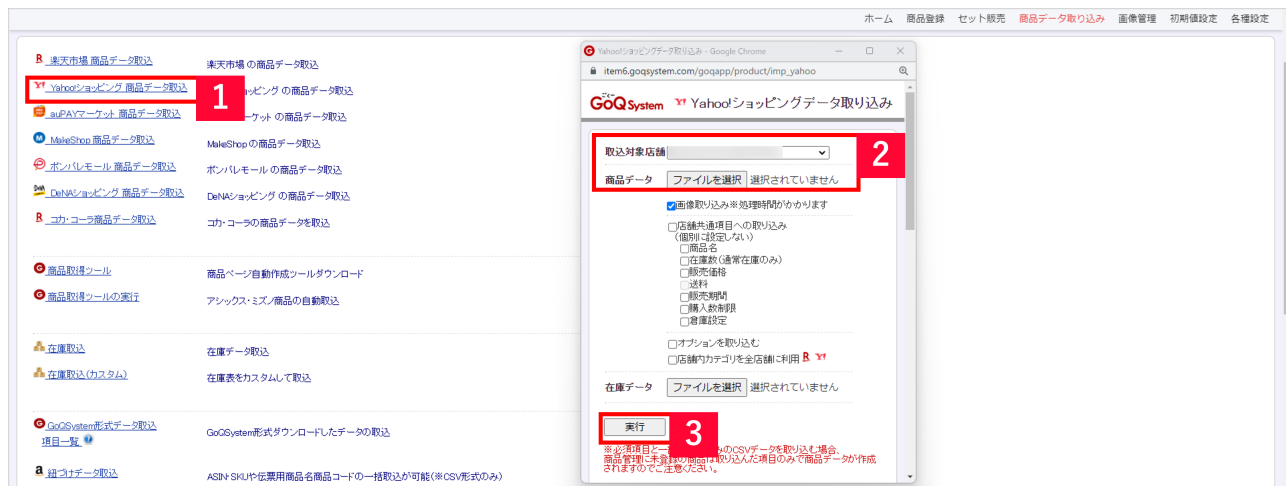 ホーム 商品登録 セット販売 商品データ取り込み 画像管理 初期値設定 各種設定
R 楽天市場 商品データ取込 楽天市場 の商品データ取込
Y! Yahoo!ショッピング 商品データ取込 ョッピング の商品データ取込
1
auPAYマーケット 商品データ取込 ーケット の商品データ取込
M MakeShop 商品データ取込 MakeShop の商品データ取込
ポンパレモール 商品データ取込 ポンパレモール の商品データ取込
DeNA DeNAショッピング 商品データ取込 DeNAショッピング の商品データ取込
R コカ・コーラ商品データ取込 コカ・コーラの商品データを取込
G 商品取得ツール 商品ページ自動作成ツールダウンロード
G 商品取得ツールの実行 アシックス・ミズノ商品の自動取込
在庫取込 在庫データ取込
在庫取込(カスタム) 在庫表をカスタムして取込
G GoQSystem形式データ取込 GoQSystem形式ダウンロードしたデータの取込
項目一覧
a 紐づけデータ取込 ASIN・SKUや伝票用商品名商品コードの一括取込が可能(※CSV形式のみ)
G Yahoo!ショッピングデータ取り込み - Google Chrome
item6.goqsystem.com/goqapp/product/imp_yahoo
ごくー
GoQ System Y! Yahoo!ショッピングデータ取り込み
取込対象店舗
2
商品データ ファイルを選択 選択されていません
画像取り込み※処理時間がかかります
店舗共通項目への取り込み
(個別に設定しない)
商品名
在庫数(通常在庫のみ)
販売価格
送料
販売期間
購入数制限
倉庫設定
オプションを取り込む
店舗内カテゴリを全店舗に利用 R Y!
在庫データ ファイルを選択 選択されていません
実行
3
※必須項目と一 みのCSVデータを取り込む場合、
商品管理に未登録の商品は取り込んだ項目のみで商品データが作成
されますのでご注意ください。